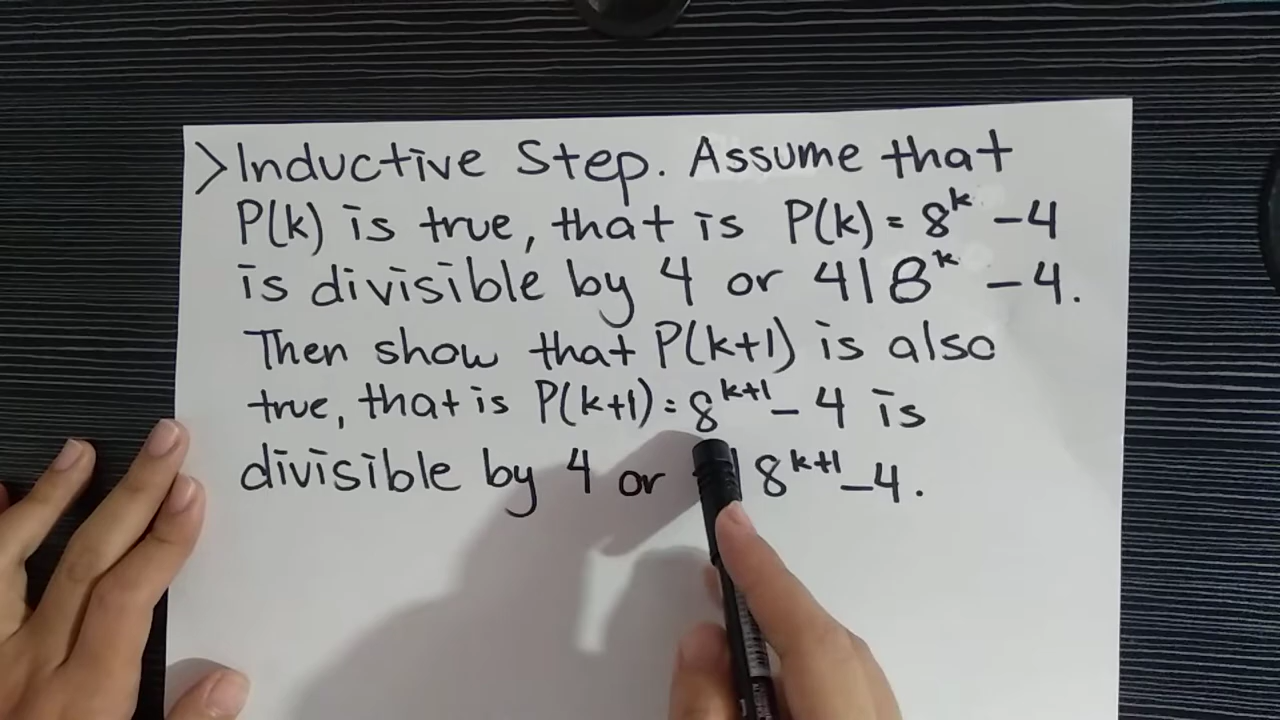 > Inductive Step. Assume that
P(k) is true, that is P(k) = 8^k - 4
is divisible by 4 or 4|8^k - 4.
Then show that P(k+1) is also
true, that is P(k+1) = 8^(k+1) - 4 is
divisible by 4 or | 8^(k+1) - 4.